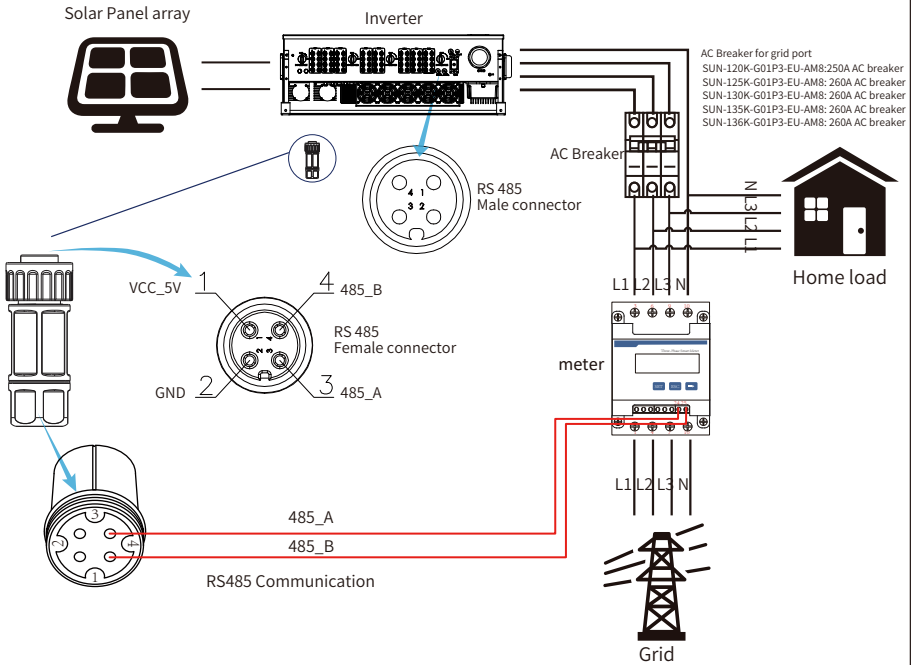 Solar Panel array
Inverter
AC Breaker for grid port
SUN-120K-G01P3-EU-AM8:250A AC breaker
SUN-125K-G01P3-EU-AM8: 260A AC breaker
SUN-130K-G01P3-EU-AM8: 260A AC breaker
SUN-135K-G01P3-EU-AM8: 260A AC breaker
SUN-136K-G01P3-EU-AM8: 260A AC breaker
AC Breaker
4 1
3 2
RS 485
Male connector
N
L3
L2
L1
Home load
L1 L2 L3 N
meter
1
VCC_5V
4
485_B
RS 485
Female connector
1 4
2 3
2
GND
3
485_A
L1 L2 L3 N
3
2
4
1
485_A
485_B
RS485 Communication
Grid